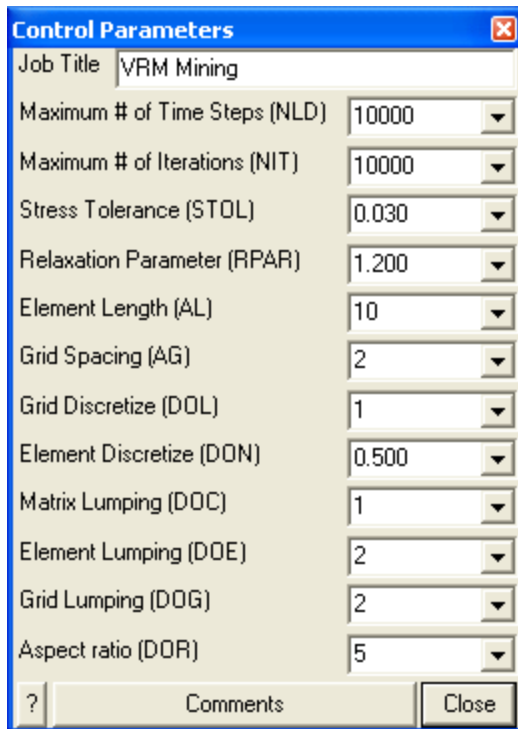 Control Parameters
Job Title VRM Mining
Maximum # of Time Steps (NLD) 10000
Maximum # of Iterations (NIT) 10000
Stress Tolerance (STOL) 0.030
Relaxation Parameter (RPAR) 1.200
Element Length (AL) 10
Grid Spacing (AG) 2
Grid Discretize (DOL) 1
Element Discretize (DON) 0.500
Matrix Lumping (DOC) 1
Element Lumping (DOE) 2
Grid Lumping (DOG) 2
Aspect ratio (DOR) 5
? Comments Close